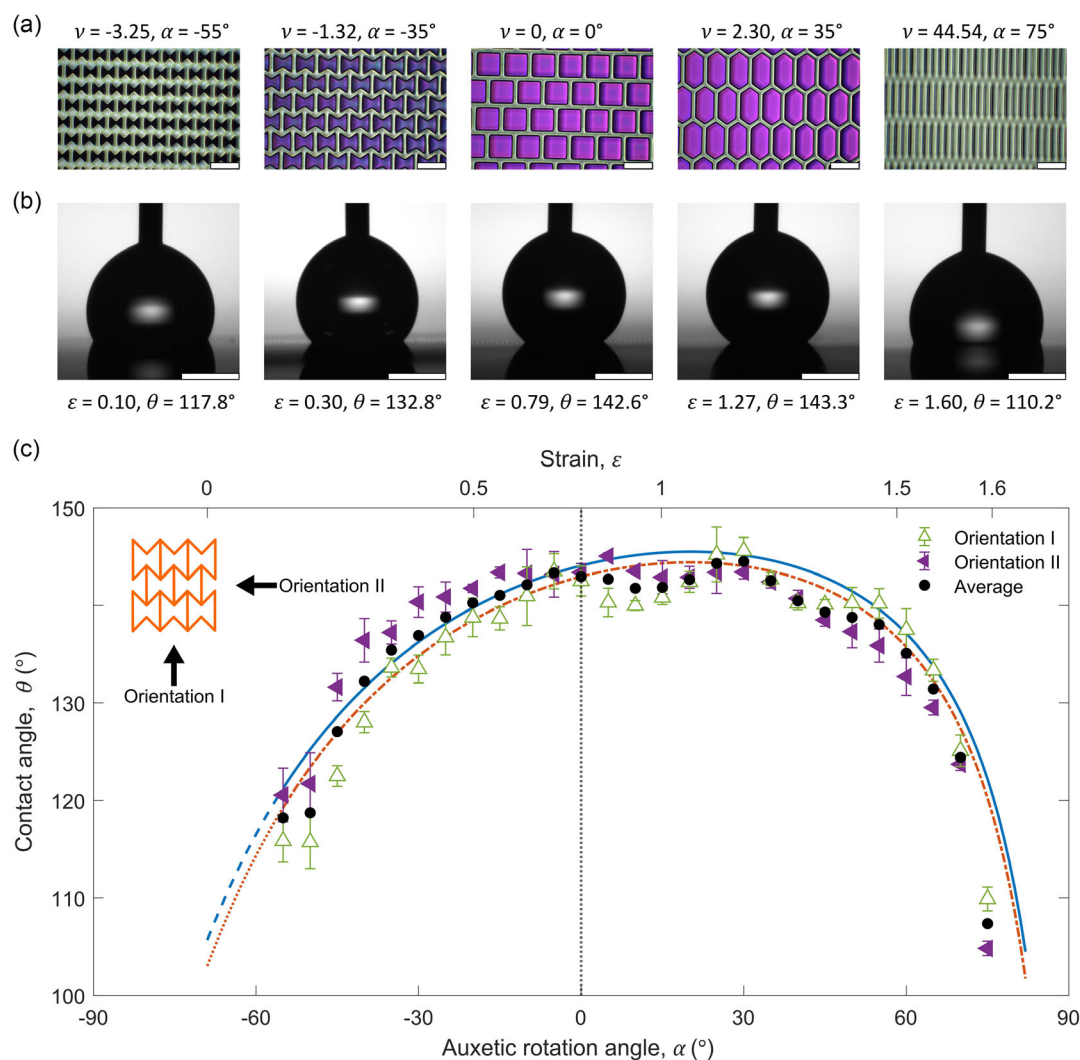 (a)
ν = -3.25, α = -55° ν = -1.32, α = -35° ν = 0, α = 0° ν = 2.30, α = 35° ν = 44.54, α = 75°
(b)
ε = 0.10, θ = 117.8° ε = 0.30, θ = 132.8° ε = 0.79, θ = 142.6° ε = 1.27, θ = 143.3° ε = 1.60, θ = 110.2°
(c)
Strain, ε
0 0.5 1 1.5 1.6
150
140
130
120
110
100
Contact angle, θ (°)
Orientation II
Orientation I
Orientation I
Orientation II
Average
-90 -60 -30 0 30 60 90
Auxetic rotation angle, α (°)